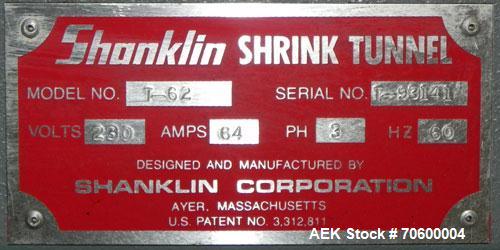 Shanklin SHRINK TUNNEL
MODEL NO. T-62 SERIAL NO. T-93141
VOLTS 230 AMPS 64 PH 3 HZ 60
DESIGNED AND MANUFACTURED BY
SHANKLIN CORPORATION
AYER, MASSACHUSETTS
U.S. PATENT NO. 3,312,811
AEK Stock # 70600004